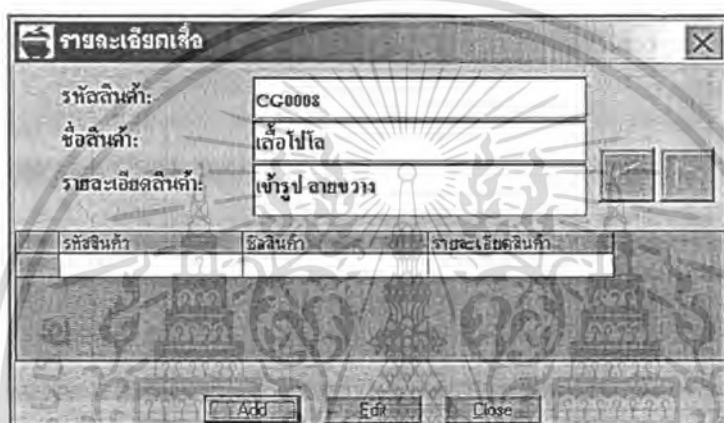 รายละเอียดเสื้อ
รหัสสินค้า: CG0008
ชื่อสินค้า: เสื้อโปโล
รายละเอียดสินค้า: เข้ารูป ลายขวาง
รหัสสินค้า ชื่อสินค้า รายละเอียดสินค้า
Add Edit Close